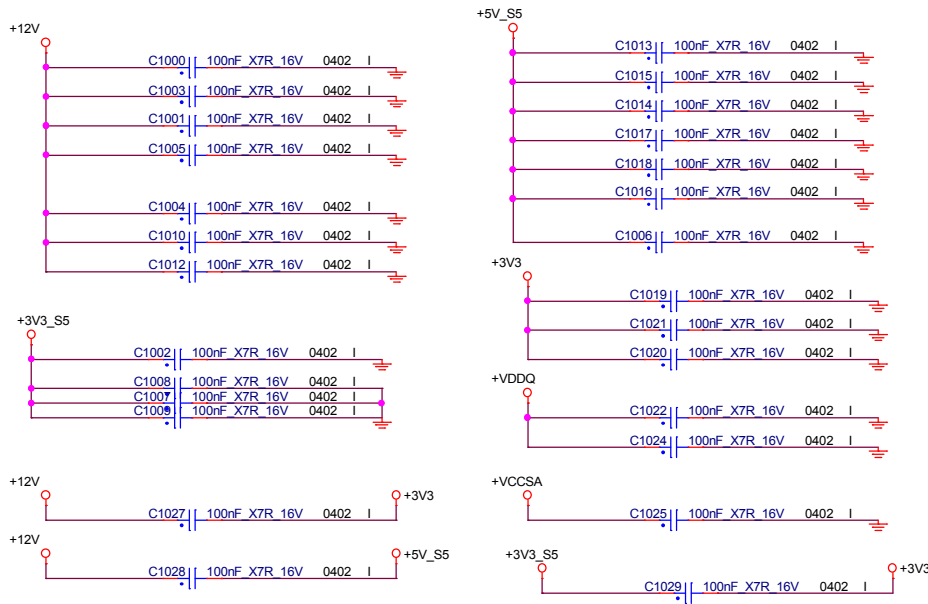 +12V
C1000 100nF_X7R_16V 0402 I
C1003 100nF_X7R_16V 0402 I
C1001 100nF_X7R_16V 0402 I
C1005 100nF_X7R_16V 0402 I
C1004 100nF_X7R_16V 0402 I
C1010 100nF_X7R_16V 0402 I
C1012 100nF_X7R_16V 0402 I
+3V3_S5
C1002 100nF_X7R_16V 0402 I
C1008 100nF_X7R_16V 0402 I
C1007 100nF_X7R_16V 0402 I
C1009 100nF_X7R_16V 0402 I
+12V +3V3
C1027 100nF_X7R_16V 0402 I
+12V +5V_S5
C1028 100nF_X7R_16V 0402 I
+5V_S5
C1013 100nF_X7R_16V 0402 I
C1015 100nF_X7R_16V 0402 I
C1014 100nF_X7R_16V 0402 I
C1017 100nF_X7R_16V 0402 I
C1018 100nF_X7R_16V 0402 I
C1016 100nF_X7R_16V 0402 I
C1006 100nF_X7R_16V 0402 I
+3V3
C1019 100nF_X7R_16V 0402 I
C1021 100nF_X7R_16V 0402 I
C1020 100nF_X7R_16V 0402 I
+VDDQ
C1022 100nF_X7R_16V 0402 I
C1024 100nF_X7R_16V 0402 I
+VCCSA
C1025 100nF_X7R_16V 0402 I
+3V3_S5 +3V3
C1029 100nF_X7R_16V 0402 I